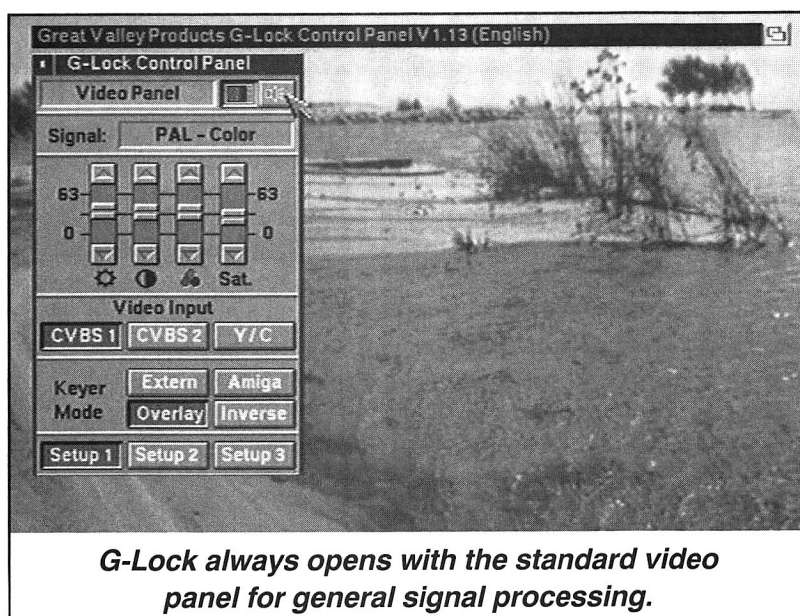 Great Valley Products G-Lock Control Panel V1.13 (English)
G-Lock Control Panel
Video Panel
Signal: PAL - Color
63 63
0 0
Sat.
Video Input
CVBS 1 CVBS 2 Y/C
Keyer Mode
Extern Amiga
Overlay Inverse
Setup 1 Setup 2 Setup 3
G-Lock always opens with the standard video
panel for general signal processing.